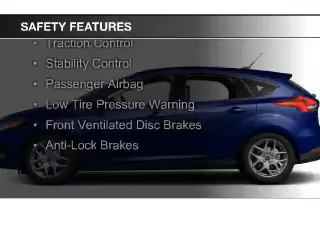 SAFETY FEATURES
• Traction Control
• Stability Control
• Passenger Airbag
• Low Tire Pressure Warning
• Front Ventilated Disc Brakes
• Anti-Lock Brakes